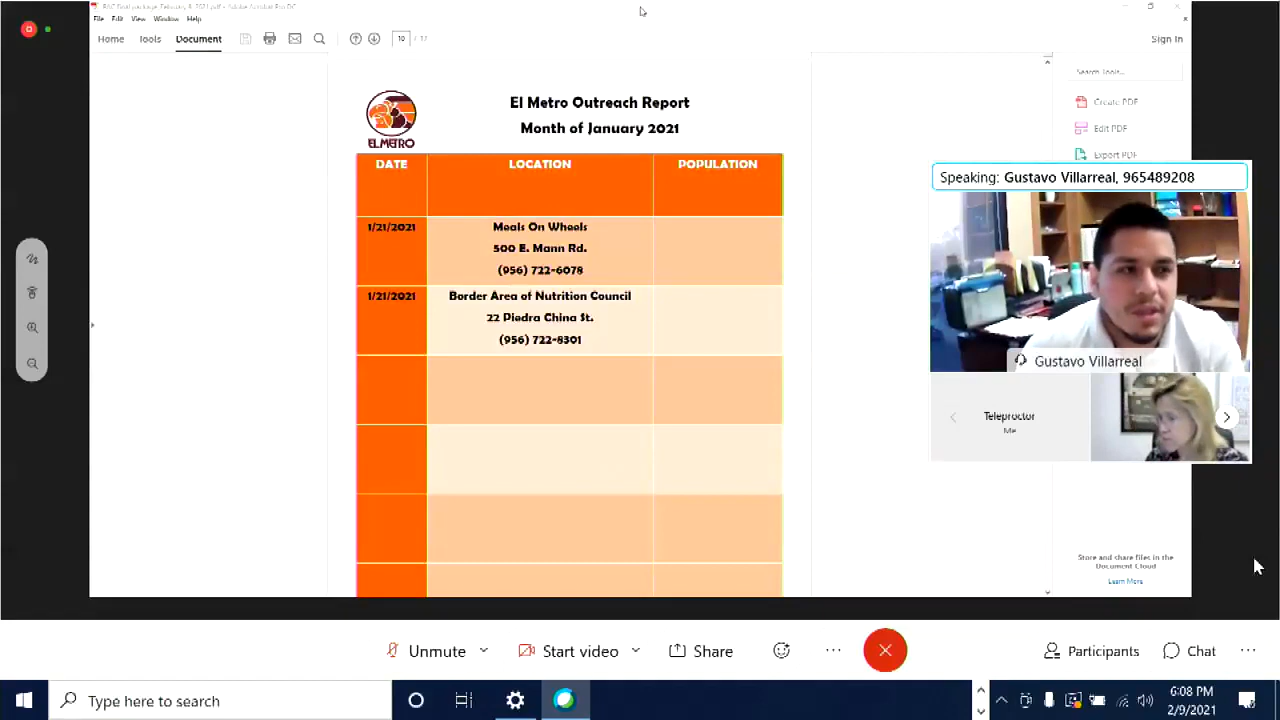 File Edit View Window Help
Home Tools Document
10 / 17
Sign In
El Metro Outreach Report
Month of January 2021
EL METRO
DATE LOCATION POPULATION
1/21/2021
Meals On Wheels
500 E. Mann Rd.
(956) 722-6078
1/21/2021
Border Area of Nutrition Council
22 Piedra China St.
(956) 722-8301
Search Tools...
Create PDF
Edit PDF
Export PDF
Speaking: Gustavo Villarreal, 965489208
Gustavo Villarreal
Teleproctor
Me
Store and share files in the
Document Cloud
Learn More
Unmute
Start video
Share
Participants
Chat
Type here to search
6:08 PM
2/9/2021